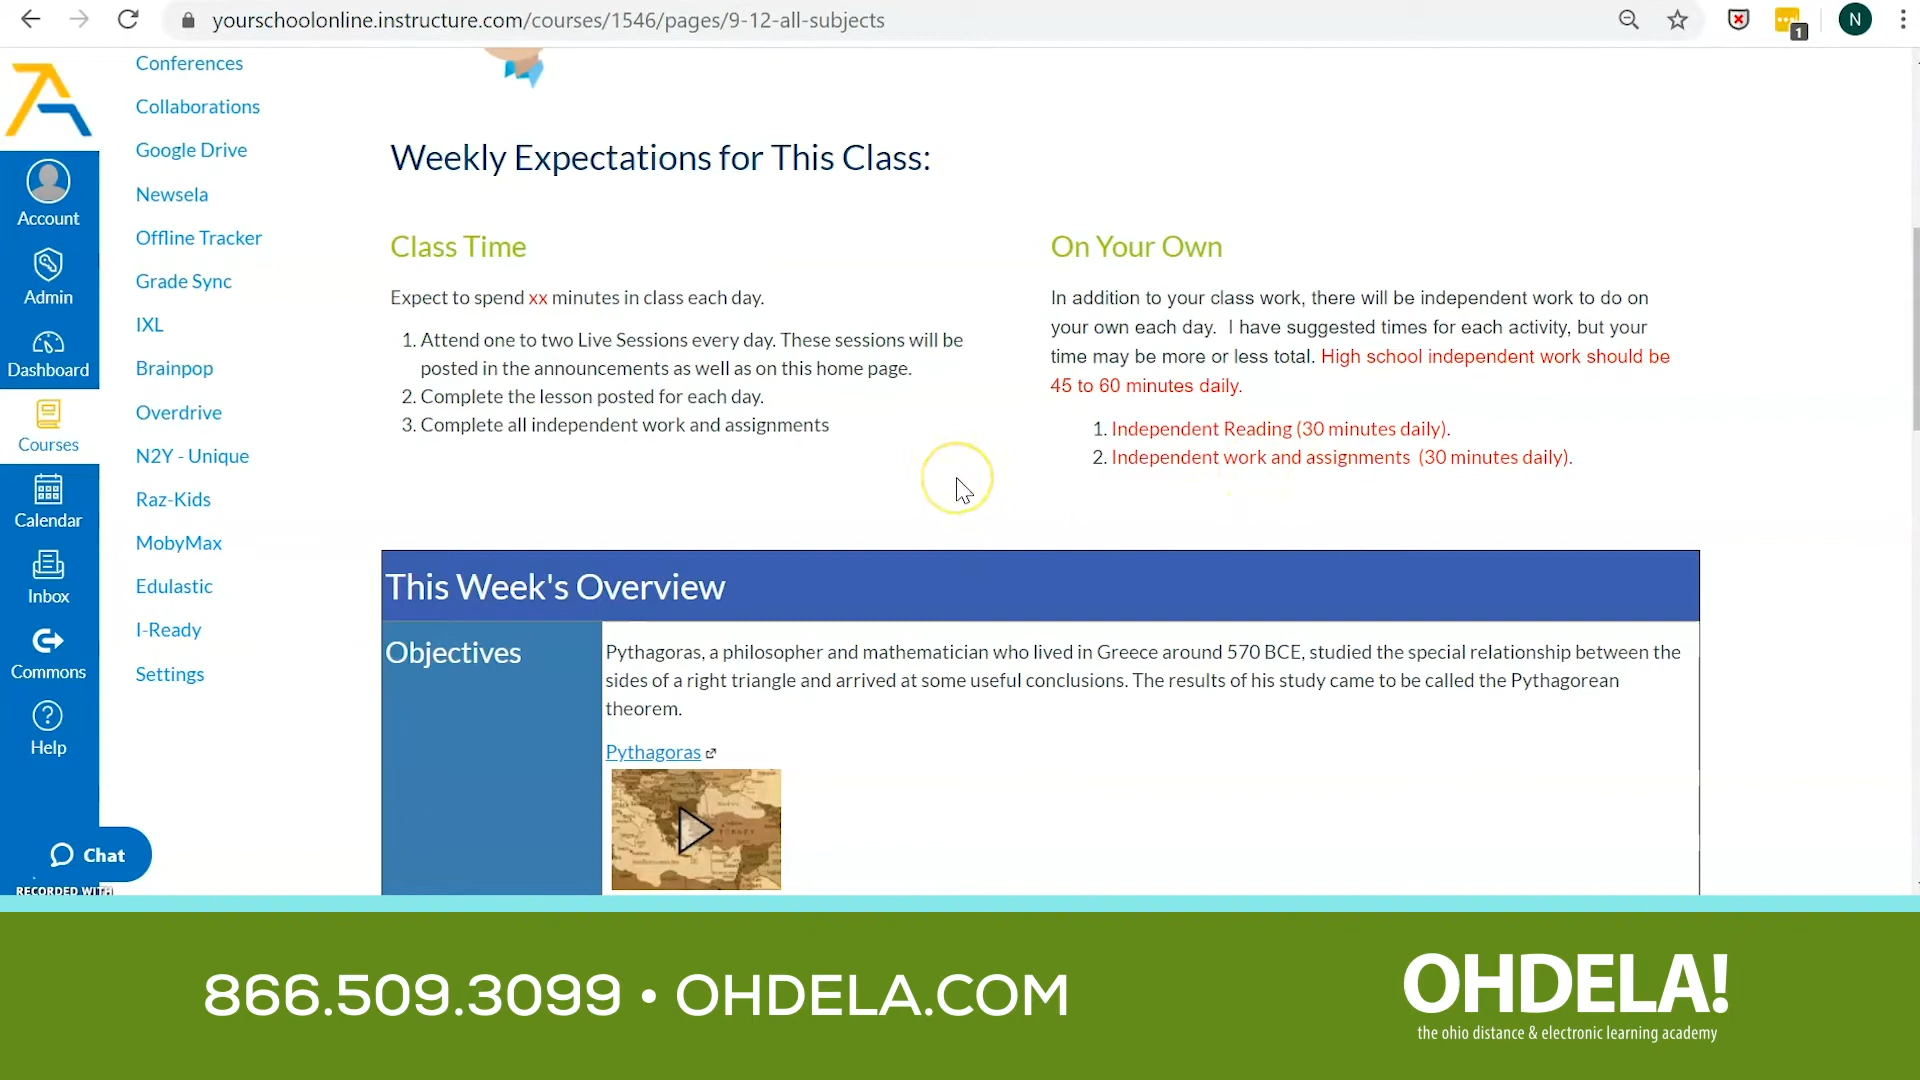 yourschoolonline.instructure.com/courses/1546/pages/9-12-all-subjects
1
N
Account
Admin
Dashboard
Courses
Calendar
Inbox
Commons
Help
Chat
RECORDED WITH
Conferences
Collaborations
Google Drive
Newsela
Offline Tracker
Grade Sync
IXL
Brainpop
Overdrive
N2Y - Unique
Raz-Kids
MobyMax
Edulastic
I-Ready
Settings
Weekly Expectations for This Class:
Class Time
Expect to spend xx minutes in class each day.
1. Attend one to two Live Sessions every day. These sessions will be
posted in the announcements as well as on this home page.
2. Complete the lesson posted for each day.
3. Complete all independent work and assignments
On Your Own
In addition to your class work, there will be independent work to do on
your own each day.  I have suggested times for each activity, but your
time may be more or less total. High school independent work should be
45 to 60 minutes daily.
1. Independent Reading (30 minutes daily).
2. Independent work and assignments  (30 minutes daily).
This Week's Overview
Objectives
Pythagoras, a philosopher and mathematician who lived in Greece around 570 BCE, studied the special relationship between the
sides of a right triangle and arrived at some useful conclusions. The results of his study came to be called the Pythagorean
theorem.
Pythagoras
866.509.3099 • OHDELA.COM
OHDELA!
the ohio distance & electronic learning academy